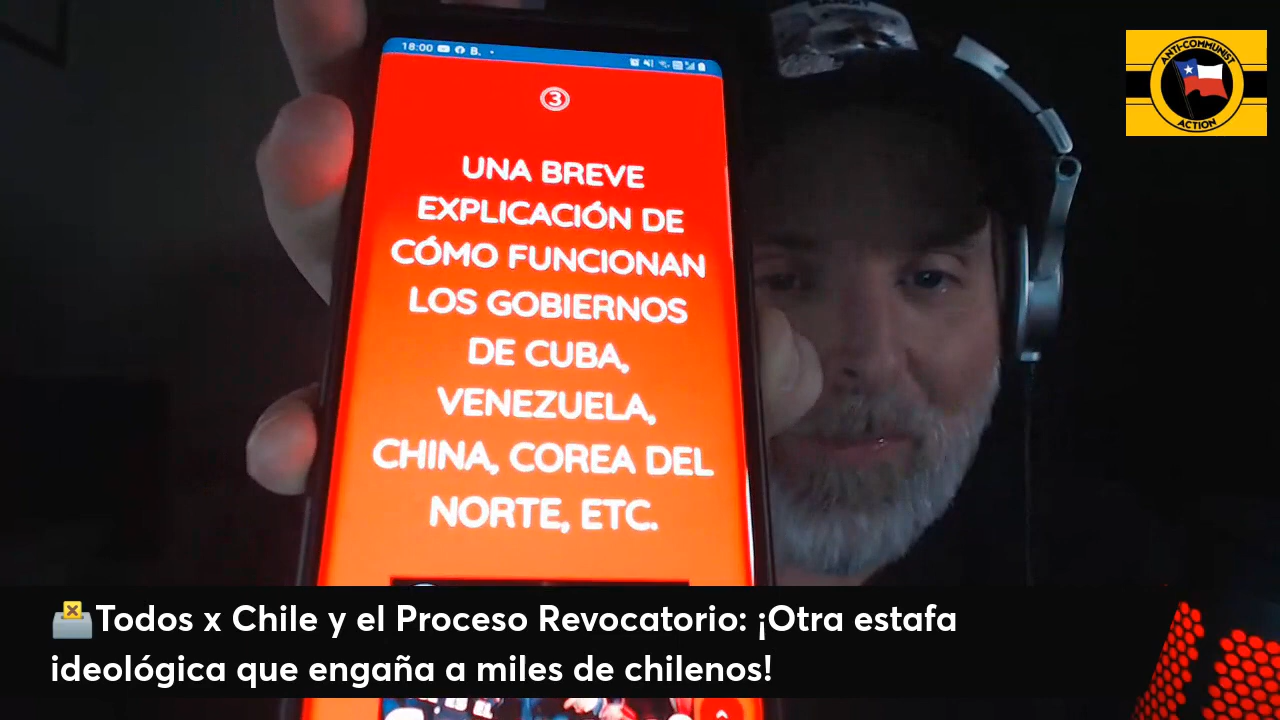 18:00
3
UNA BREVE
EXPLICACIÓN DE
CÓMO FUNCIONAN
LOS GOBIERNOS
DE CUBA,
VENEZUELA,
CHINA, COREA DEL
NORTE, ETC.
ANTI-COMMUNIST
ACTION
Todos x Chile y el Proceso Revocatorio: ¡Otra estafa
ideológica que engaña a miles de chilenos!